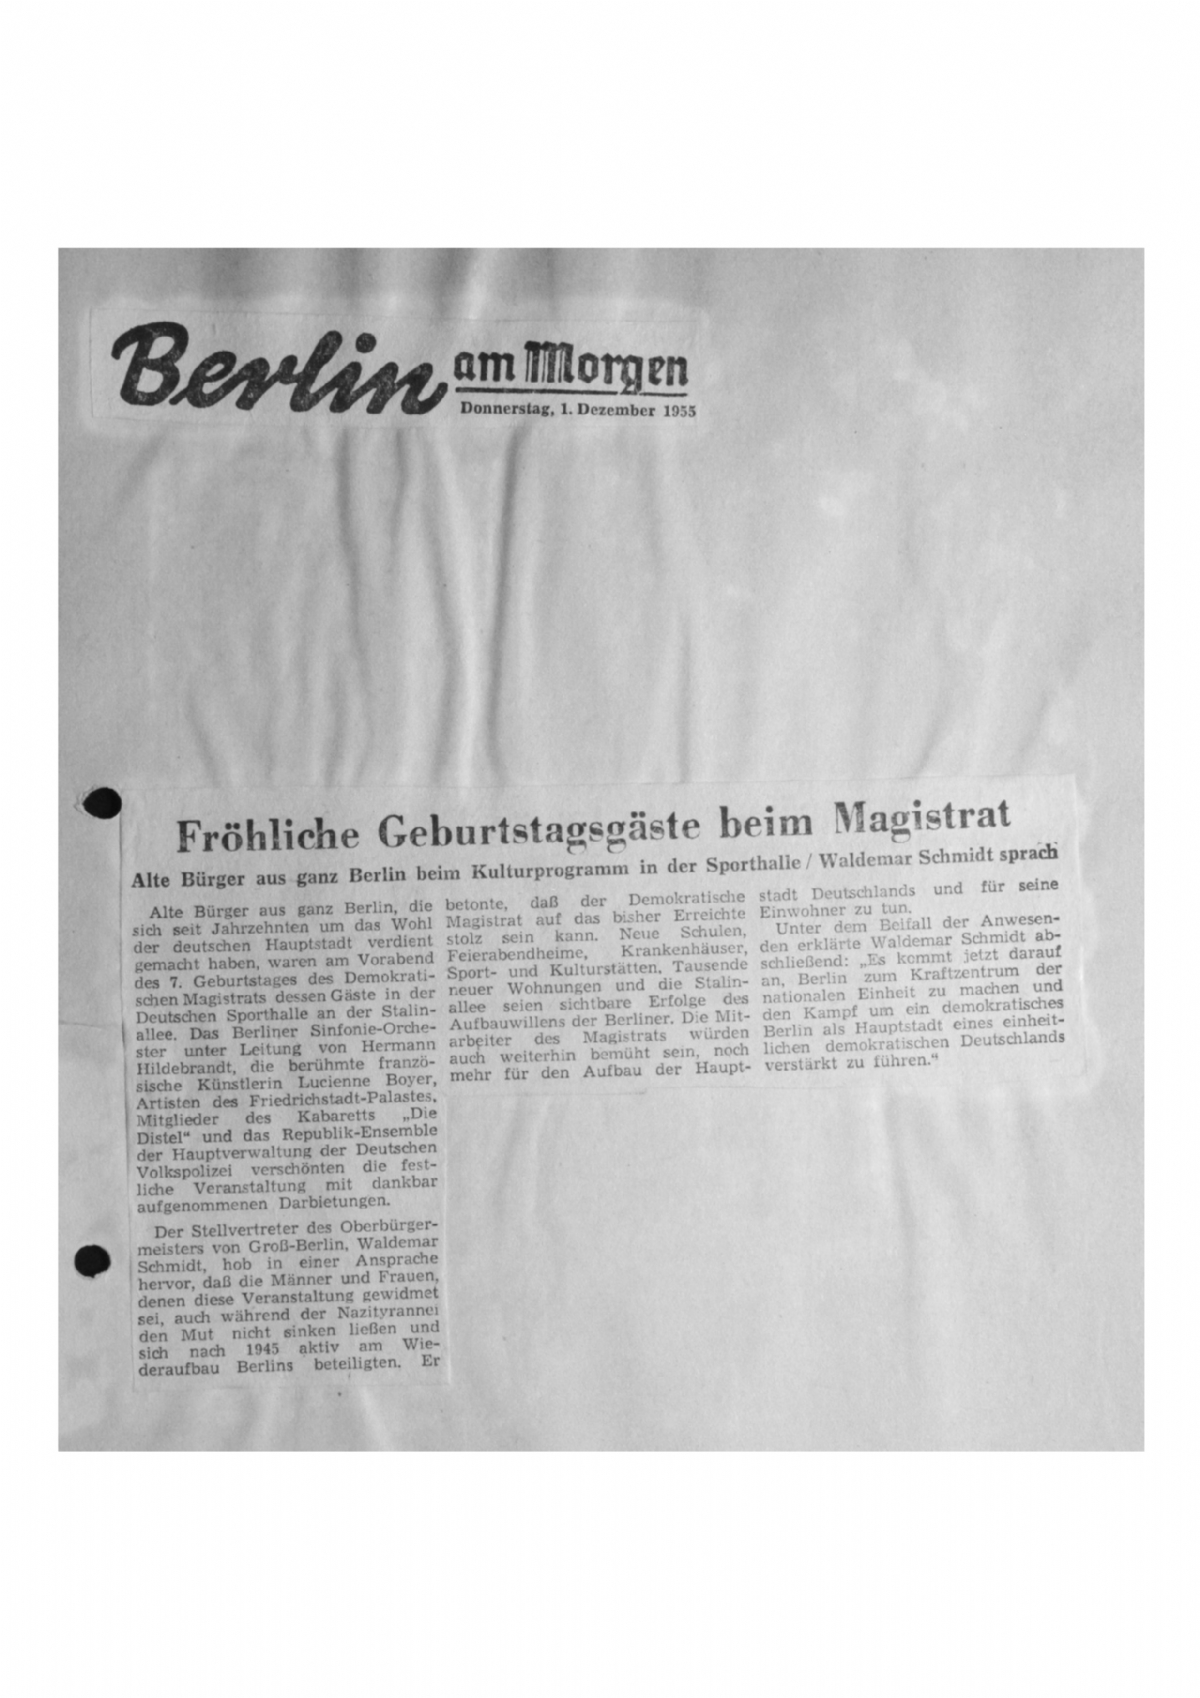 Berlin am Morgen
Donnerstag, 1. Dezember 1955
Fröhliche Geburtstagsgäste beim Magistrat
Alte Bürger aus ganz Berlin beim Kulturprogramm in der Sporthalle / Waldemar Schmidt sprach
Alte Bürger aus ganz Berlin, die
sich seit Jahrzehnten um das Wohl
der deutschen Hauptstadt verdient
gemacht haben, waren am Vorabend
des 7. Geburtstages des Demokrati-
schen Magistrats dessen Gäste in der
Deutschen Sporthalle an der Stalin-
allee. Das Berliner Sinfonie-Orche-
ster unter Leitung von Hermann
Hildebrandt, die berühmte franzö-
sische Künstlerin Lucienne Boyer,
Artisten des Friedrichstadt-Palastes,
Mitglieder des Kabaretts „Die
Distel“ und das Republik-Ensemble
der Hauptverwaltung der Deutschen
Volkspolizei verschönten die fest-
liche Veranstaltung mit dankbar
aufgenommenen Darbietungen.
Der Stellvertreter des Oberbürger-
meisters von Groß-Berlin, Waldemar
Schmidt, hob in einer Ansprache
hervor, daß die Männer und Frauen,
denen diese Veranstaltung gewidmet
sei, auch während der Nazityrannei
den Mut nicht sinken ließen und
sich nach 1945 aktiv am Wie-
deraufbau Berlins beteiligten. Er
betonte, daß der Demokratische
Magistrat auf das bisher Erreichte
stolz sein kann. Neue Schulen,
Feierabendheime, Krankenhäuser,
Sport- und Kulturstätten, Tausende
neuer Wohnungen und die Stalin-
allee seien sichtbare Erfolge des
Aufbauwillens der Berliner. Die Mit-
arbeiter des Magistrats würden
auch weiterhin bemüht sein, noch
mehr für den Aufbau der Haupt-
stadt Deutschlands und für seine
Einwohner zu tun.
Unter dem Beifall der Anwesen-
den erklärte Waldemar Schmidt ab-
schließend: „Es kommt jetzt darauf
an, Berlin zum Kraftzentrum der
nationalen Einheit zu machen und
den Kampf um ein demokratisches
Berlin als Hauptstadt eines einheit-
lichen demokratischen Deutschlands
verstärkt zu führen.“